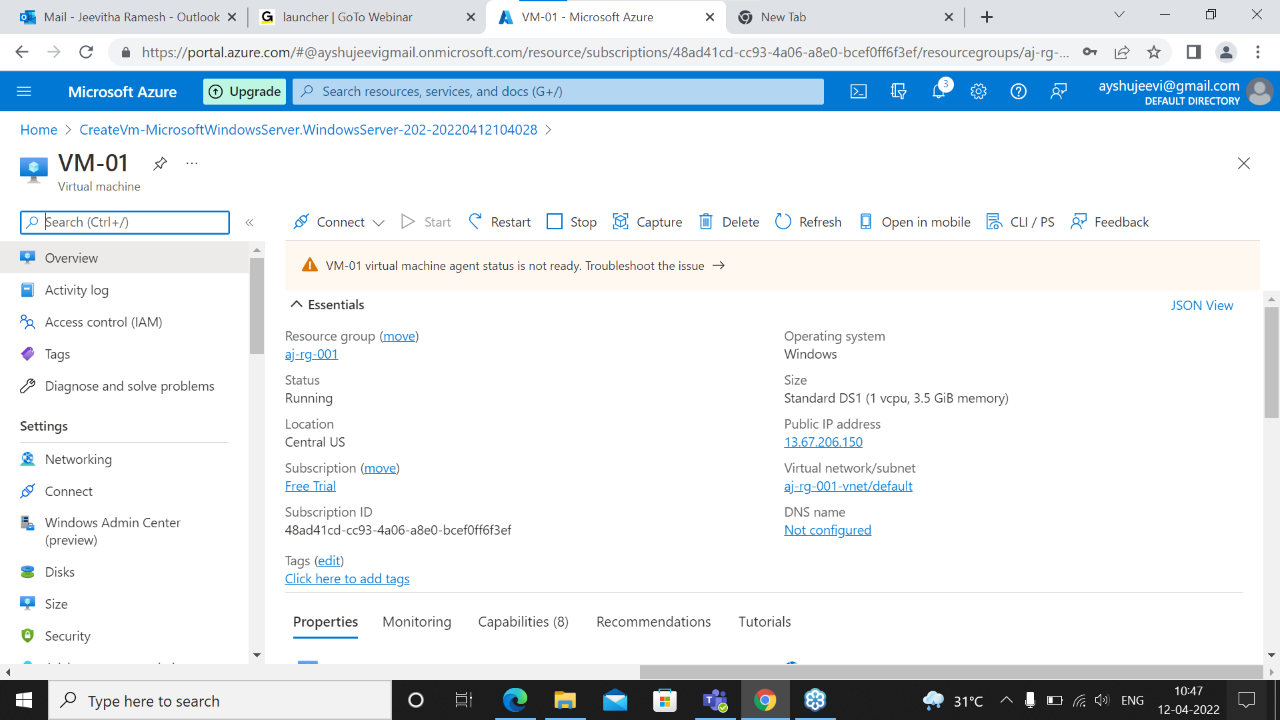 Mail - Jeevitha Ramesh - Outlook
launcher | GoTo Webinar
VM-01 - Microsoft Azure
New Tab
https://portal.azure.com/#@ayshujeevigmail.onmicrosoft.com/resource/subscriptions/48ad41cd-cc93-4a06-a8e0-bcef0ff6f3ef/resourcegroups/aj-rg-...
Microsoft Azure
Upgrade
Search resources, services, and docs (G+/)
3
ayshujeevi@gmail.com
DEFAULT DIRECTORY
Home > CreateVm-MicrosoftWindowsServer.WindowsServer-202-20220412104028 >
VM-01
Virtual machine
Search (Ctrl+/)
Connect
Start
Restart
Stop
Capture
Delete
Refresh
Open in mobile
CLI / PS
Feedback
Overview
Activity log
Access control (IAM)
Tags
Diagnose and solve problems
Settings
Networking
Connect
Windows Admin Center
(preview)
Disks
Size
Security
VM-01 virtual machine agent status is not ready. Troubleshoot the issue →
Essentials
JSON View
Resource group (move)
aj-rg-001
Status
Running
Location
Central US
Subscription (move)
Free Trial
Subscription ID
48ad41cd-cc93-4a06-a8e0-bcef0ff6f3ef
Tags (edit)
Click here to add tags
Operating system
Windows
Size
Standard DS1 (1 vcpu, 3.5 GiB memory)
Public IP address
13.67.206.150
Virtual network/subnet
aj-rg-001-vnet/default
DNS name
Not configured
Properties
Monitoring
Capabilities (8)
Recommendations
Tutorials
Type here to search
31°C
ENG
10:47
12-04-2022